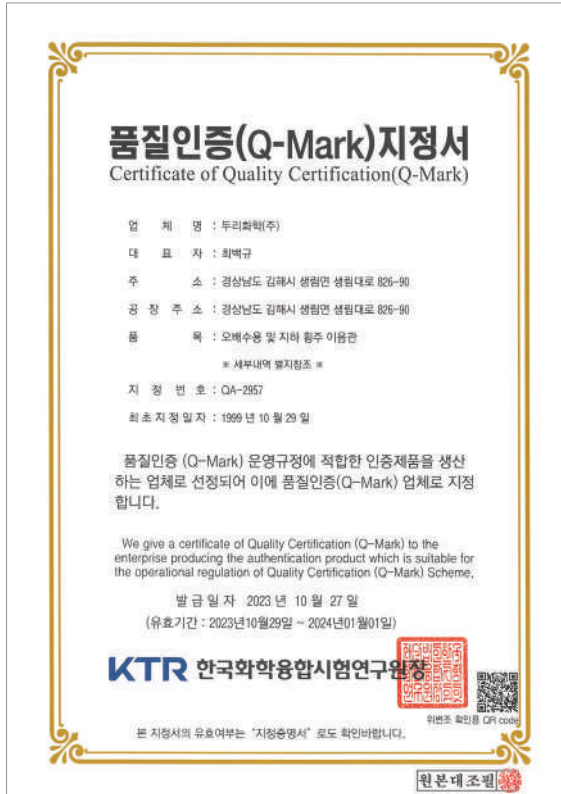 품질인증(Q-Mark)지정서
Certificate of Quality Certification(Q-Mark)
업 체 명 : 두리화학(주)
대 표 자 : 최백규
주 소 : 경상남도 김해시 생림면 생림대로 826-90
공 장 주 소 : 경상남도 김해시 생림면 생림대로 826-90
품 목 : 오배수용 및 지하 횡주 이음관
※ 세부내역 별지참조 ※
지 정 번 호 : QA-2957
최초지정일자 : 1999 년 10 월 29 일
품질인증 (Q-Mark) 운영규정에 적합한 인증제품을 생산
하는 업체로 선정되어 이에 품질인증(Q-Mark) 업체로 지정
합니다.
We give a certificate of Quality Certification (Q-Mark) to the
enterprise producing the authentication product which is suitable for
the operational regulation of Quality Certification (Q-Mark) Scheme.
발급일자 2023 년 10 월 27 일
(유효기간 : 2023년10월29일 ~ 2024년01월01일)
KTR 한국화학융합시험연구원장
위변조 확인용 QR code
본 지정서의 유효여부는 "지정증명서" 로도 확인바랍니다.
원본대조필